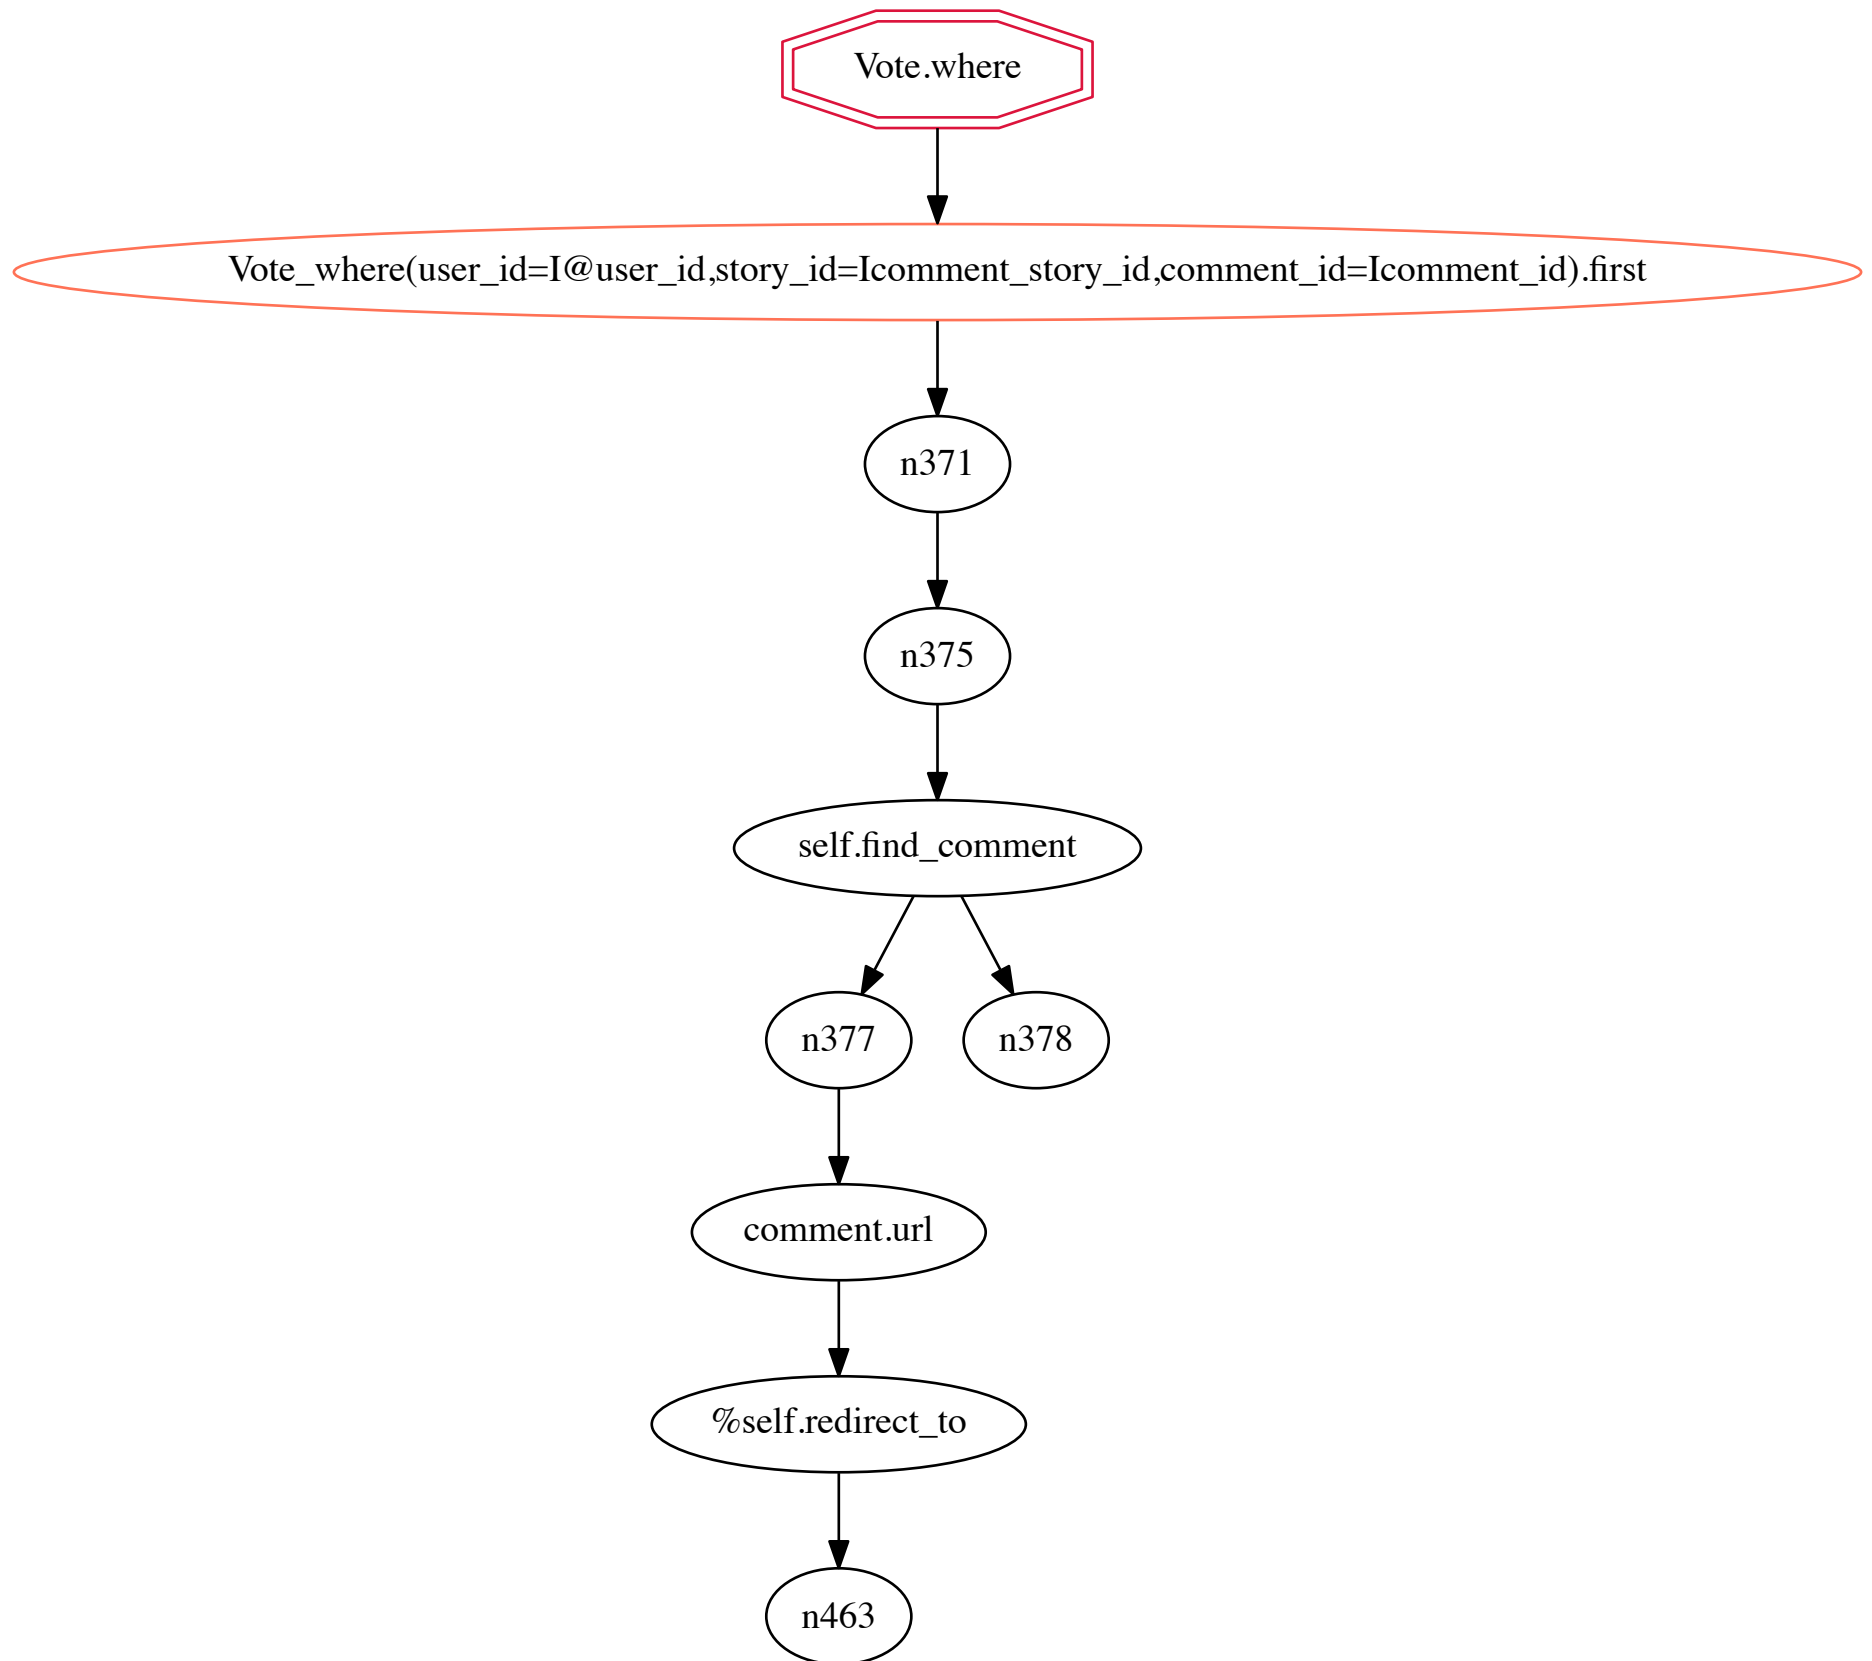 Vote.where
Vote_where(user_id=I@user_id,story_id=Icomment_story_id,comment_id=Icomment_id).first
n371
n375
self.find_comment
n377
n378
comment.url
%self.redirect_to
n463